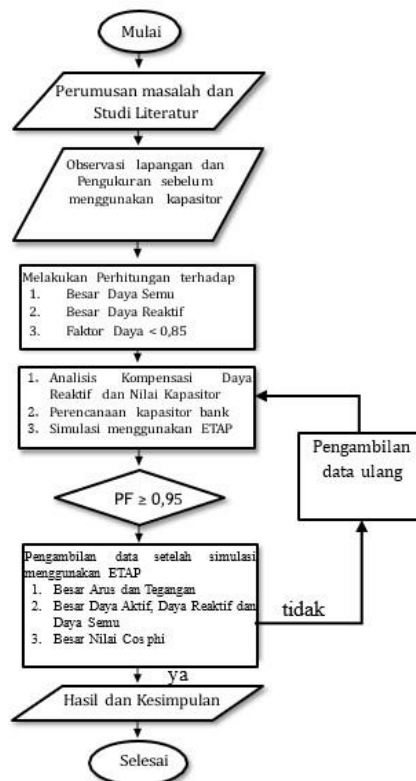 Mulai
Perumusan masalah dan
Studi Literatur
Observasi lapangan dan
Pengukuran sebelum
menggunakan kapasitor
Melakukan Perhitungan terhadap
1. Besar Daya Semu
2. Besar Daya Reaktif
3. Faktor Daya < 0,85
1. Analisis Kompensasi Daya
Reaktif dan Nilai Kapasitor
2. Perencanaan kapasitor bank
3. Simulasi menggunakan ETAP
Pengambilan
data ulang
PF ≥ 0,95
Pengambilan data setelah simulasi
menggunakan ETAP
1. Besar Arus dan Tegangan
2. Besar Daya Aktif, Daya Reaktif dan
Daya Semu
3. Besar Nilai Cos phi
tidak
ya
Hasil dan Kesimpulan
Selesai